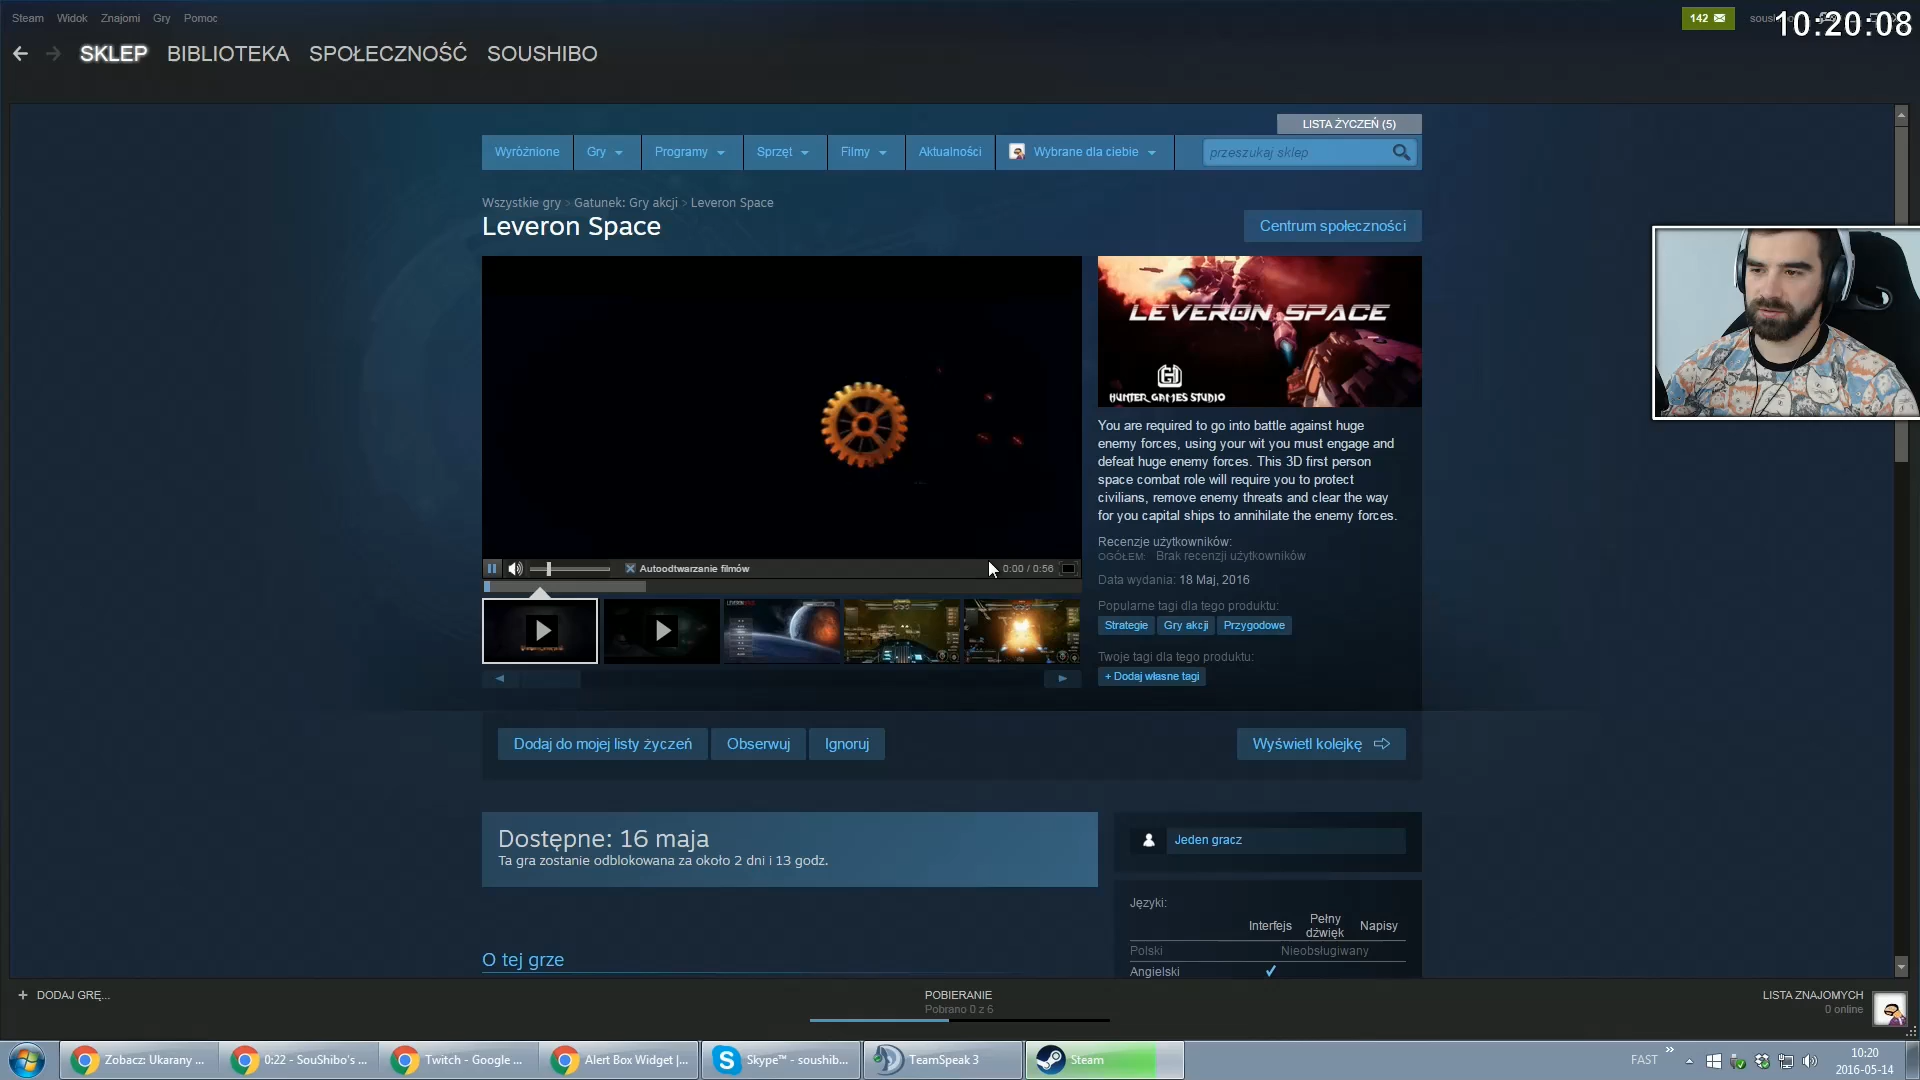 Steam Widok Znajomi Gry Pomoc
142
10:20:08
SKLEP BIBLIOTEKA SPOŁECZNOŚĆ SOUSHIBO
LISTA ŻYCZEŃ (5)
Wyróżnione Gry Programy Sprzęt Filmy Aktualności Wybrane dla ciebie przeszukaj sklep
Wszystkie gry > Gatunek: Gry akcji > Leveron Space
Leveron Space
Centrum społeczności
LEVERON SPACE
HUNTER GAMES STUDIO
You are required to go into battle against huge
enemy forces, using your wit you must engage and
defeat huge enemy forces. This 3D first person
space combat role will require you to protect
civilians, remove enemy threats and clear the way
for you capital ships to annihilate the enemy forces.
Recenzje użytkowników:
OGÓŁEM: Brak recenzji użytkowników
Data wydania: 18 Maj, 2016
Popularne tagi dla tego produktu:
Strategie Gry akcji Przygodowe
Twoje tagi dla tego produktu:
+ Dodaj własne tagi
Autoodtwarzanie filmów
0:00 / 0:56
Dodaj do mojej listy życzeń Obserwuj Ignoruj
Wyświetl kolejkę
Dostępne: 16 maja
Ta gra zostanie odblokowana za około 2 dni i 13 godz.
Jeden gracz
Języki:
Interfejs Pełny dźwięk Napisy
Polski Nieobsługiwany
Angielski ✔
O tej grze
+ DODAJ GRĘ...
POBIERANIE
Pobrano 0 z 6
LISTA ZNAJOMYCH
0 online
Zobacz: Ukarany ...
0:22 - SouShibo's ...
Twitch - Google ...
Alert Box Widget |...
Skype™ - soushib...
TeamSpeak 3
Steam
FAST
10:20
2016-05-14